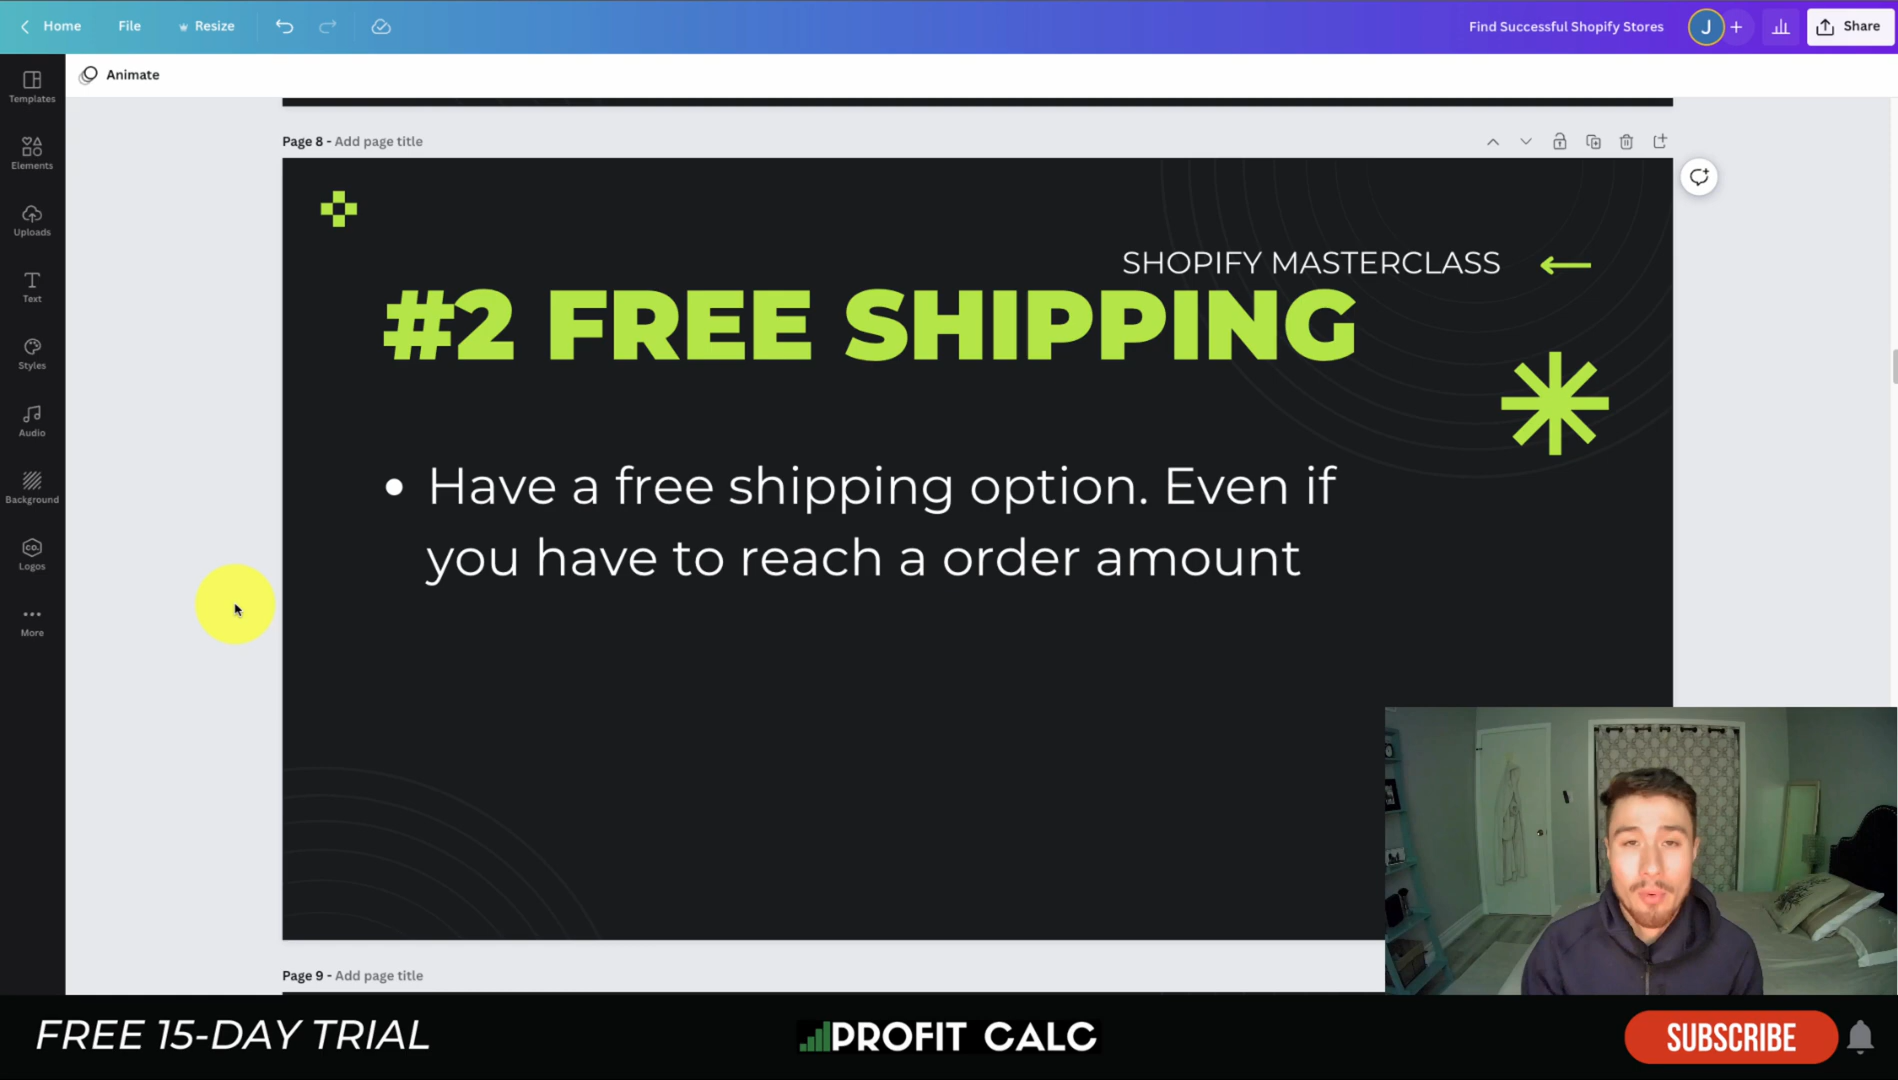 Home
File
Resize
Find Successful Shopify Stores
J
Share
Animate
Templates
Elements
Uploads
Text
Styles
Audio
Background
CO.
Logos
More
Page 8 - Add page title
SHOPIFY MASTERCLASS
#2 FREE SHIPPING
• Have a free shipping option. Even if
you have to reach a order amount
Page 9 - Add page title
FREE 15-DAY TRIAL
PROFIT CALC
SUBSCRIBE